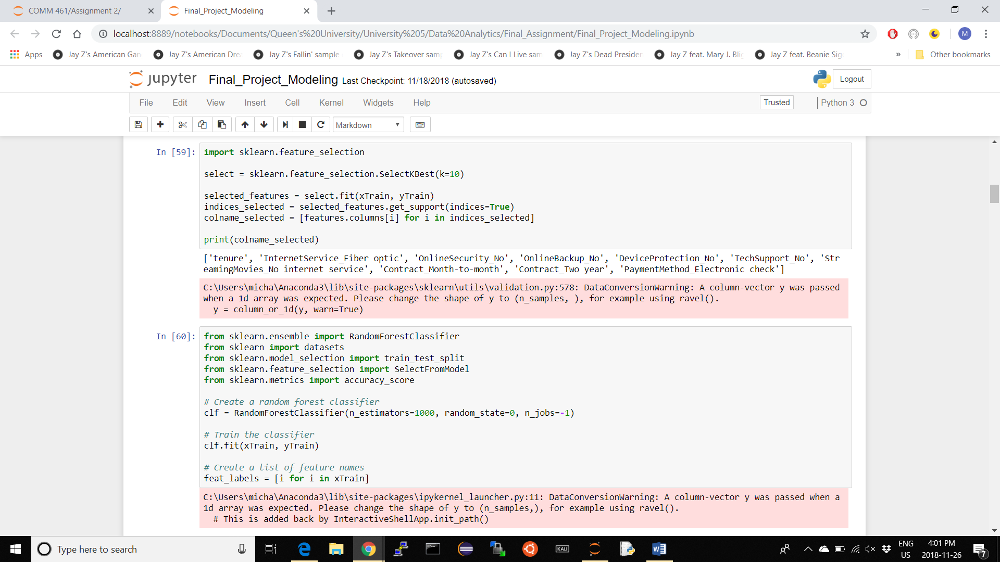 COMM 461/Assignment 2/
Final_Project_Modeling
localhost:8889/notebooks/Documents/Queen's%20University/University%205/Data%20Analytics/Final_Assignment/Final_Project_Modeling.ipynb
M
Apps
Jay Z's American Gan
Jay Z's American Dre
Jay Z's Fallin' sample
Jay Z's Takeover sam
Jay Z's Can I Live sam
Jay Z's Dead Presiden
Jay Z feat. Mary J. Bli
Jay Z feat. Beanie Sig
»
Other bookmarks
jupyter
Final_Project_Modeling Last Checkpoint: 11/18/2018 (autosaved)
Logout
File Edit View Insert Cell Kernel Widgets Help
Trusted
Python 3
Markdown
In [59]:
import sklearn.feature_selection
select = sklearn.feature_selection.SelectKBest(k=10)
selected_features = select.fit(xTrain, yTrain)
indices_selected = selected_features.get_support(indices=True)
colname_selected = [features.columns[i] for i in indices_selected]
print(colname_selected)
['tenure', 'InternetService_Fiber optic', 'OnlineSecurity_No', 'OnlineBackup_No', 'DeviceProtection_No', 'TechSupport_No', 'Str
eamingMovies_No internet service', 'Contract_Month-to-month', 'Contract_Two year', 'PaymentMethod_Electronic check']
C:\Users\micha\Anaconda3\lib\site-packages\sklearn\utils\validation.py:578: DataConversionWarning: A column-vector y was passed
when a 1d array was expected. Please change the shape of y to (n_samples, ), for example using ravel().
  y = column_or_1d(y, warn=True)
In [60]:
from sklearn.ensemble import RandomForestClassifier
from sklearn import datasets
from sklearn.model_selection import train_test_split
from sklearn.feature_selection import SelectFromModel
from sklearn.metrics import accuracy_score
# Create a random forest classifier
clf = RandomForestClassifier(n_estimators=1000, random_state=0, n_jobs=-1)
# Train the classifier
clf.fit(xTrain, yTrain)
# Create a list of feature names
feat_labels = [i for i in xTrain]
C:\Users\micha\Anaconda3\lib\site-packages\ipykernel_launcher.py:11: DataConversionWarning: A column-vector y was passed when a
1d array was expected. Please change the shape of y to (n_samples,), for example using ravel().
  # This is added back by InteractiveShellApp.init_path()
Type here to search
KALI
ENG
US
4:01 PM
2018-11-26
7